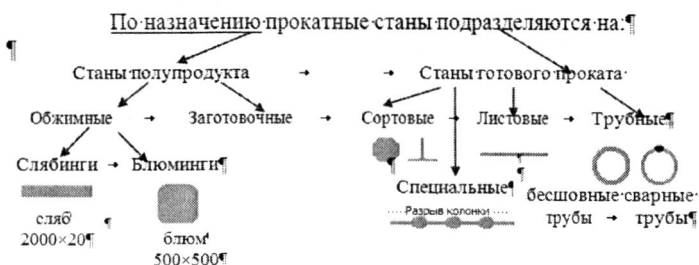 По назначению прокатные станы подразделяются на:¶
¶
Станы полупродукта → → Станы готового проката
Обжимные → Заготовочные → Сортовые → Листовые → Трубные¶
Слябинги → Блюминги¶
Специальные¶
бесшовные сварные
Разрыв колонки
трубы → трубы¶
сляб
2000×20¶
блюм
500×500¶